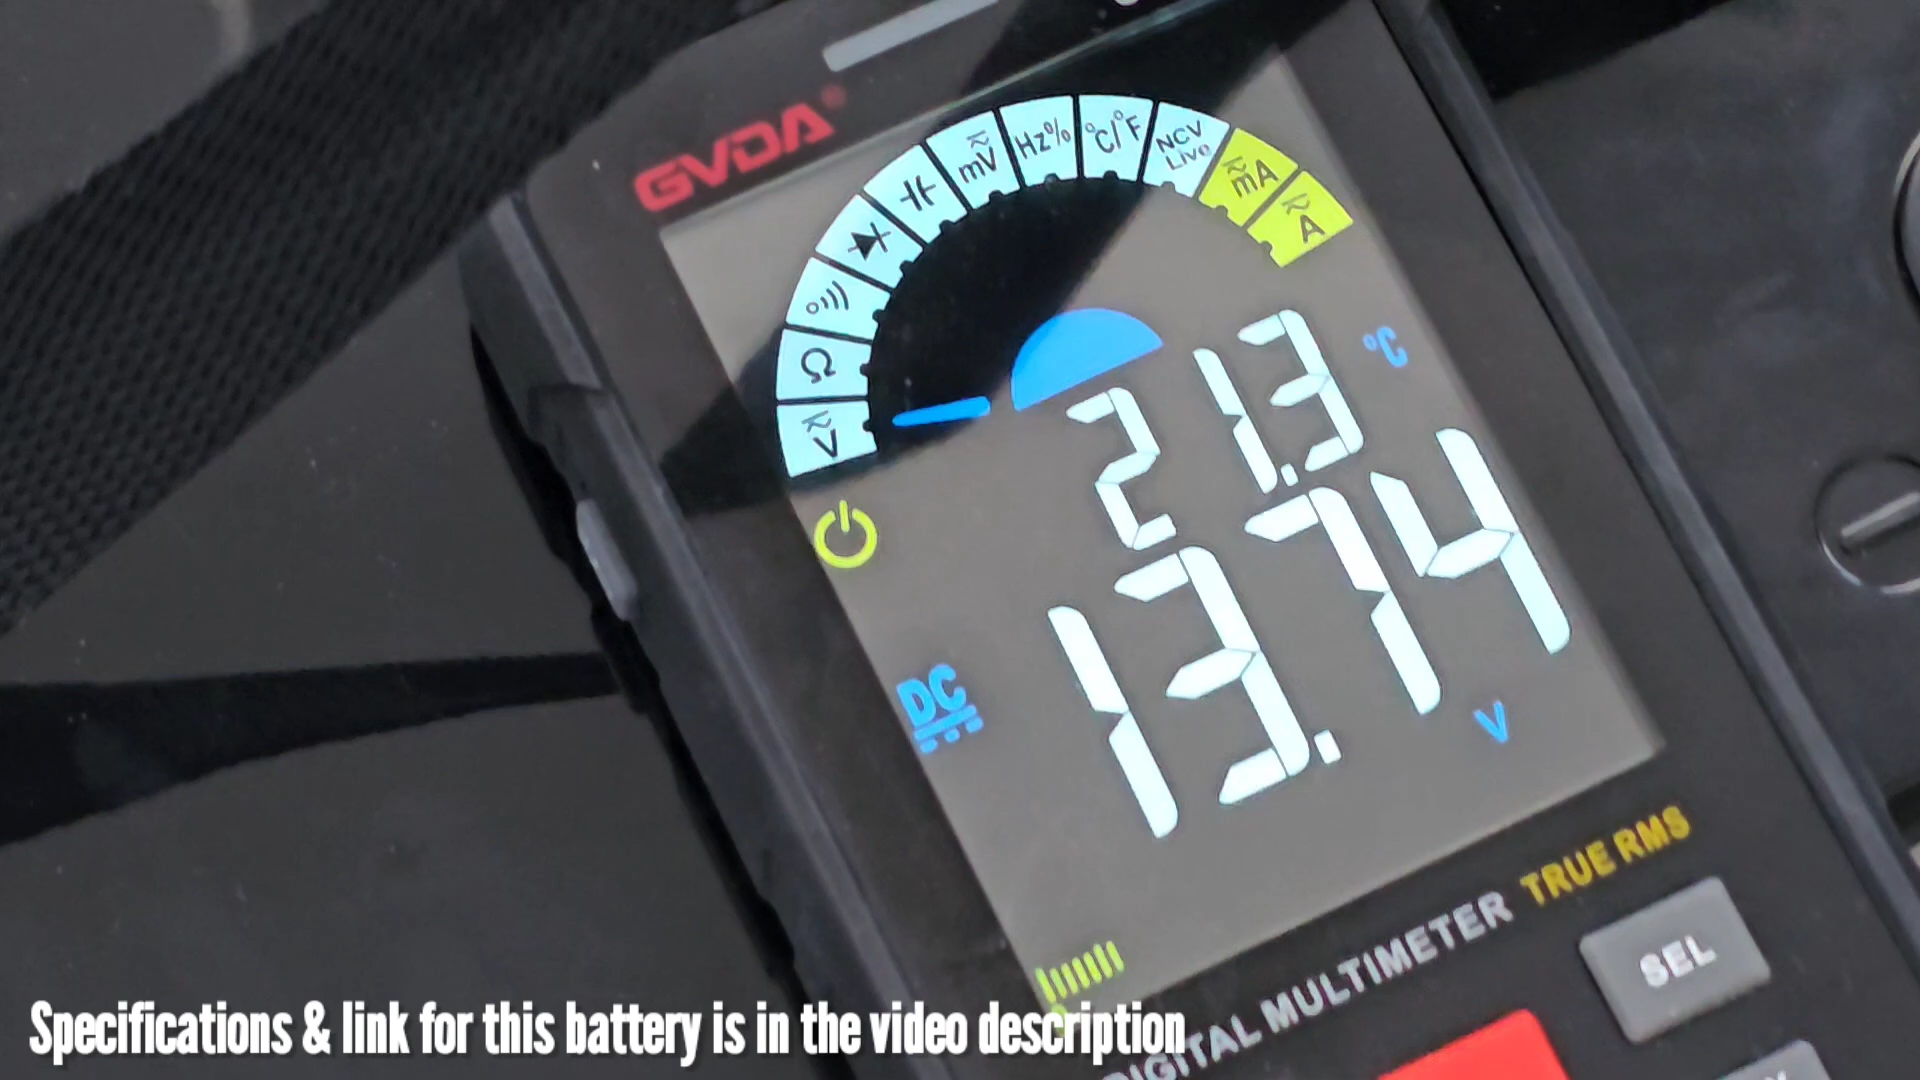 GVDA®
mV
Hz%
°C/°F
NCV
Live
mA
A
Ω
V
21.3 °C
13.74
DC
V
DIGITAL MULTIMETER TRUE RMS
SEL
Specifications & link for this battery is in the video description